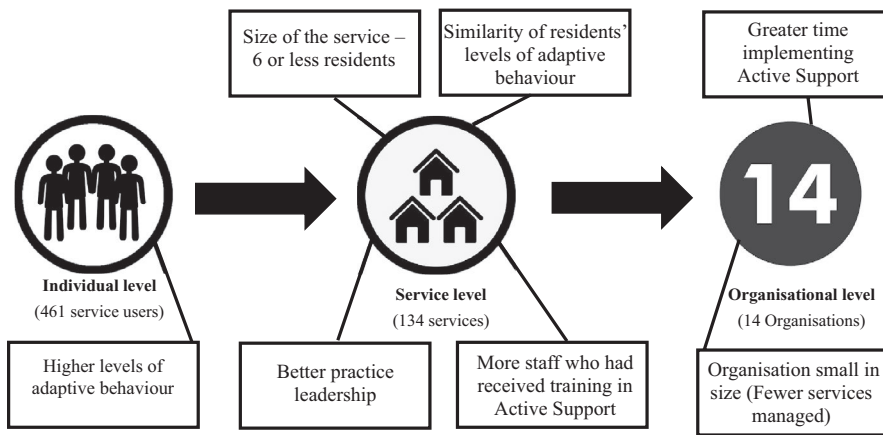 Size of the service –
6 or less residents
Similarity of residents'
levels of adaptive
behaviour
Greater time
implementing
Active Support
14
Individual level
(461 service users)
Service level
(134 services)
Organisational level
(14 Organisations)
Higher levels of
adaptive behaviour
Better practice
leadership
More staff who had
received training in
Active Support
Organisation small in
size (Fewer services
managed)